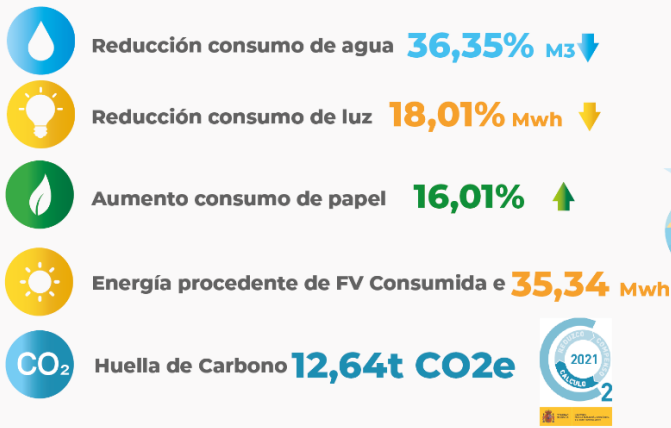 Reducción consumo de agua 36,35% M3
Reducción consumo de luz 18,01% Mwh
Aumento consumo de papel 16,01%
Energía procedente de FV Consumida e 35,34 Mwh
CO₂ Huella de Carbono 12,64t CO2e
2021
CALCULO
2